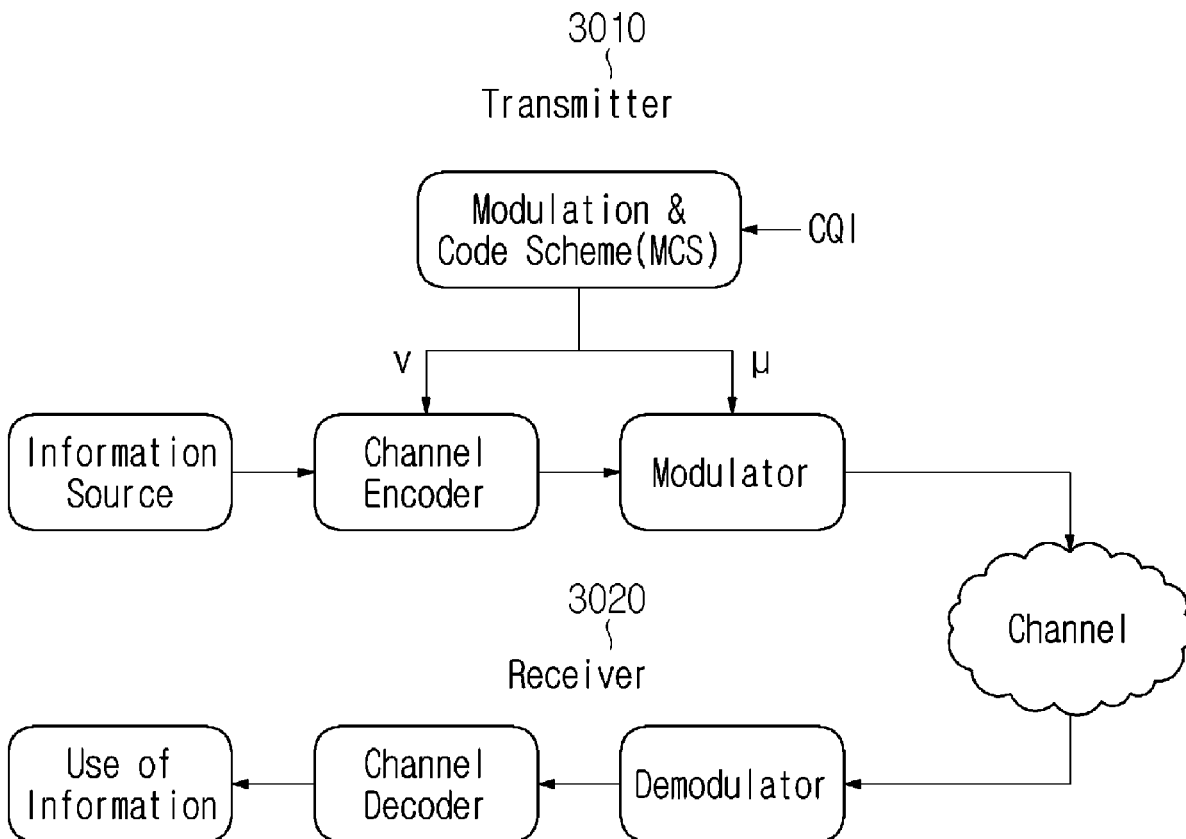 3010
Transmitter
Modulation &
Code Scheme(MCS)
CQI
ν
μ
Information
Source
Channel
Encoder
Modulator
Channel
3020
Receiver
Use of
Information
Channel
Decoder
Demodulator